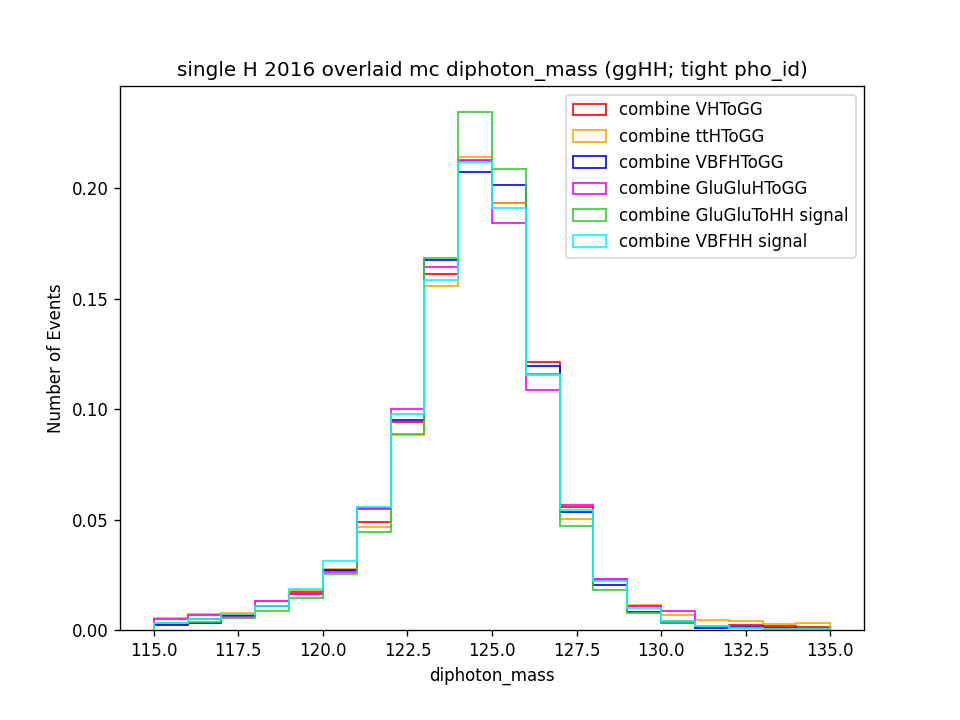 single H 2016 overlaid mc diphoton_mass (ggHH; tight pho_id)
combine VHToGG
combine ttHToGG
combine VBFHToGG
combine GluGluHToGG
combine GluGluToHH signal
combine VBFHH signal
Number of Events
0.20
0.15
0.10
0.05
0.00
115.0 117.5 120.0 122.5 125.0 127.5 130.0 132.5 135.0
diphoton_mass